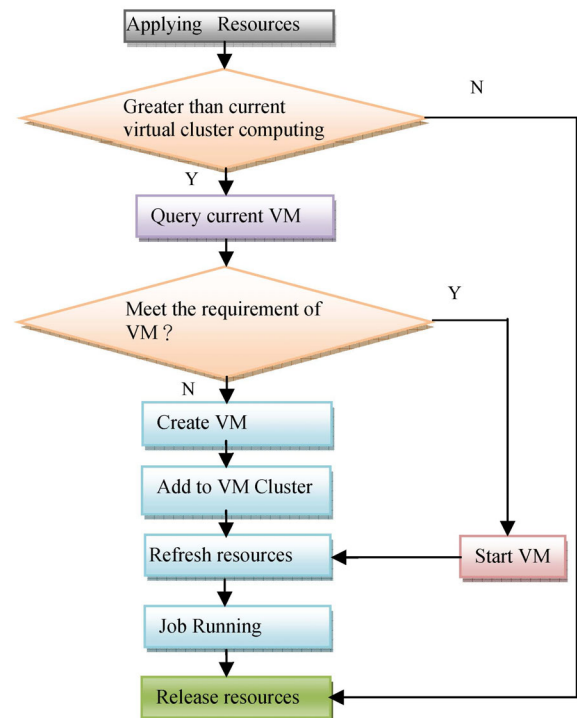 Applying Resources
Greater than current
virtual cluster computing
N
Y
Query current VM
Meet the requirement of
VM？
Y
N
Create VM
Add to VM Cluster
Refresh resources
Start VM
Job Running
Release resources